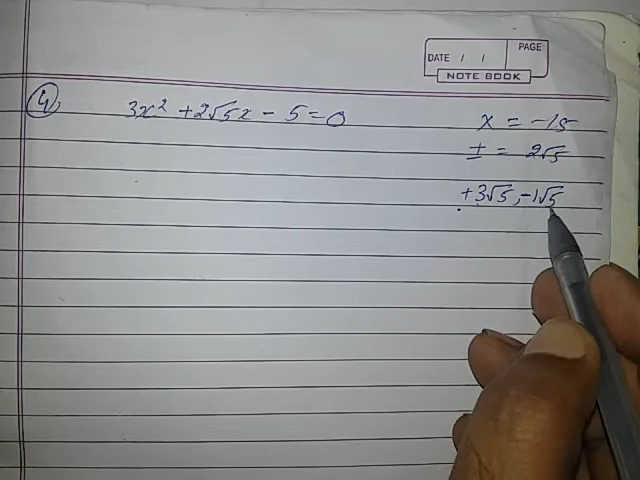 DATE / / PAGE
NOTE BOOK
4, 3x² + 2√5x - 5 = 0
x = -15
± = 2√5
+3√5, -1√5